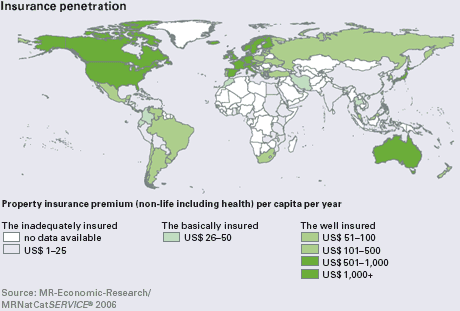 Insurance penetration
Property insurance premium (non-life including health) per capita per year
The inadequately insured
no data available
US$ 1–25
The basically insured
US$ 26–50
The well insured
US$ 51–100
US$ 101–500
US$ 501–1,000
US$ 1,000+
Source: MR-Economic-Research/
MRNatCatSERVICE® 2006